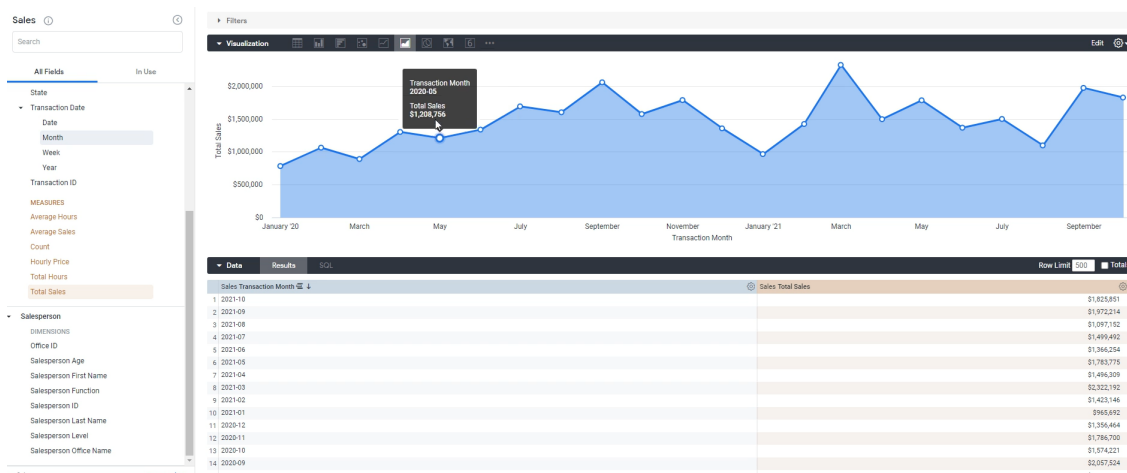 Sales
Search
All Fields In Use
State
Transaction Date
Date
Month
Week
Year
Transaction ID
MEASURES
Average Hours
Average Sales
Count
Hourly Price
Total Hours
Total Sales
Salesperson
DIMENSIONS
Office ID
Salesperson Age
Salesperson First Name
Salesperson Function
Salesperson ID
Salesperson Last Name
Salesperson Level
Salesperson Office Name
Filters
Visualization Edit
Total Sales
$2,000,000
$1,500,000
$1,000,000
$500,000
$0
Transaction Month
2020-05
Total Sales
$1,208,756
January '20 March May July September November January '21 March May July September
Transaction Month
Data Results SQL Row Limit 500 Total
Sales Transaction Month Sales Total Sales
1 2021-10 $1,825,851
2 2021-09 $1,972,214
3 2021-08 $1,097,152
4 2021-07 $1,499,492
5 2021-06 $1,366,254
6 2021-05 $1,783,775
7 2021-04 $1,496,309
8 2021-03 $2,322,192
9 2021-02 $1,423,146
10 2021-01 $965,692
11 2020-12 $1,356,464
12 2020-11 $1,786,700
13 2020-10 $1,574,221
14 2020-09 $2,057,524